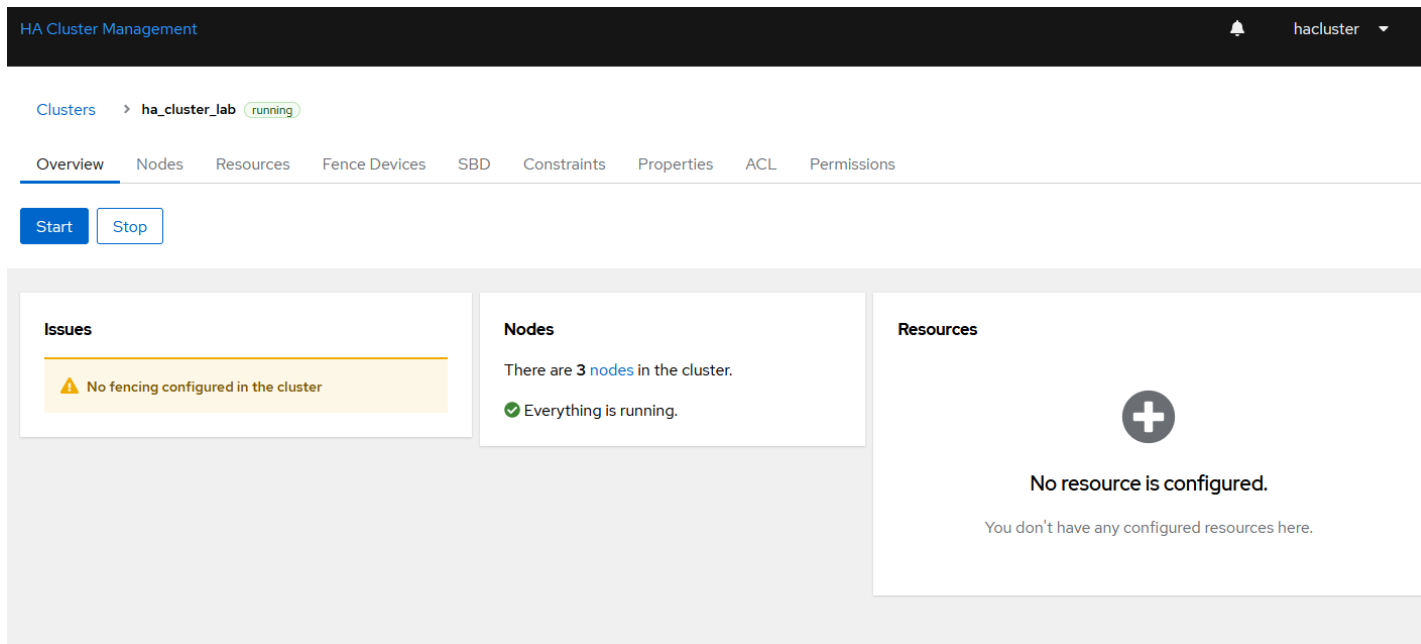 HA Cluster Management
hacluster
Clusters > ha_cluster_lab running
Overview Nodes Resources Fence Devices SBD Constraints Properties ACL Permissions
Start Stop
Issues
No fencing configured in the cluster
Nodes
There are 3 nodes in the cluster.
Everything is running.
Resources
No resource is configured.
You don't have any configured resources here.